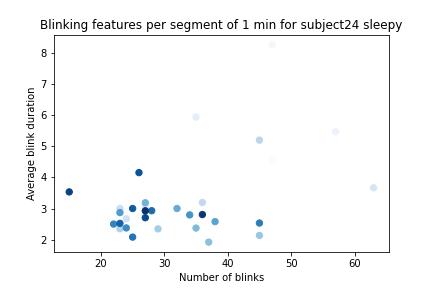 Blinking features per segment of 1 min for subject24 sleepy
8
7
6
5
4
3
2
Average blink duration
20 30 40 50 60
Number of blinks